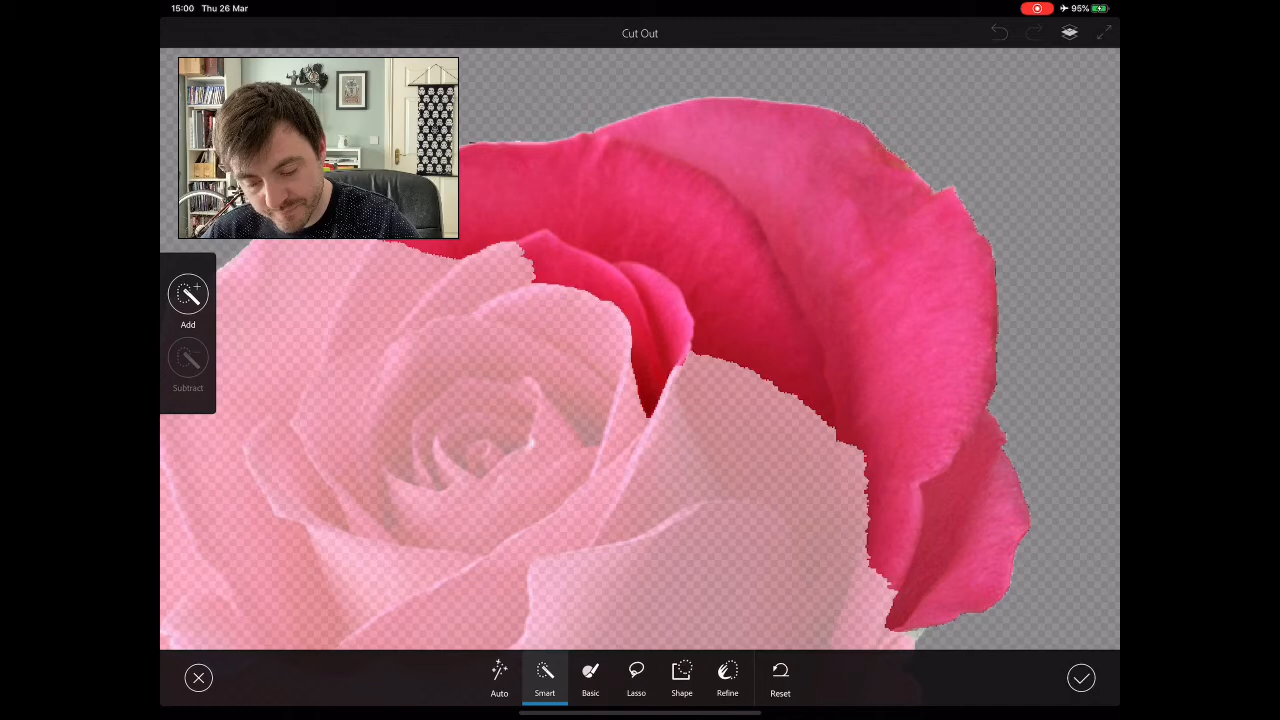 15:00 Thu 26 Mar
95%
Cut Out
Add
Subtract
Auto
Smart
Basic
Lasso
Shape
Refine
Reset